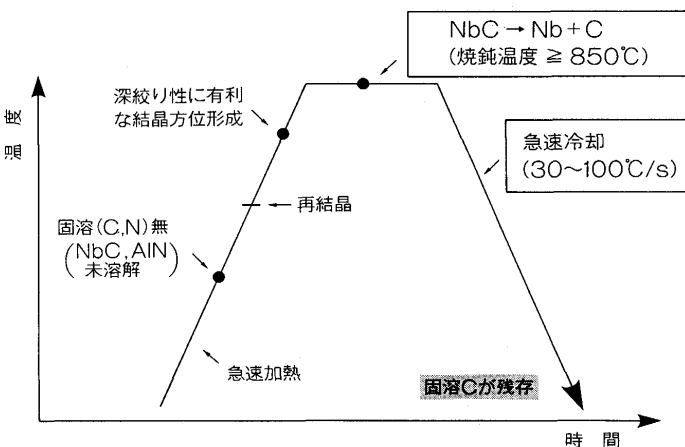 NbC → Nb + C
(焼鈍温度 ≧ 850℃)
深絞り性に有利
な結晶方位形成
温度
急速冷却
(30〜100℃/s)
再結晶
固溶(C,N)無
(NbC,AlN)
未溶解
急速加熱
固溶Cが残存
時間